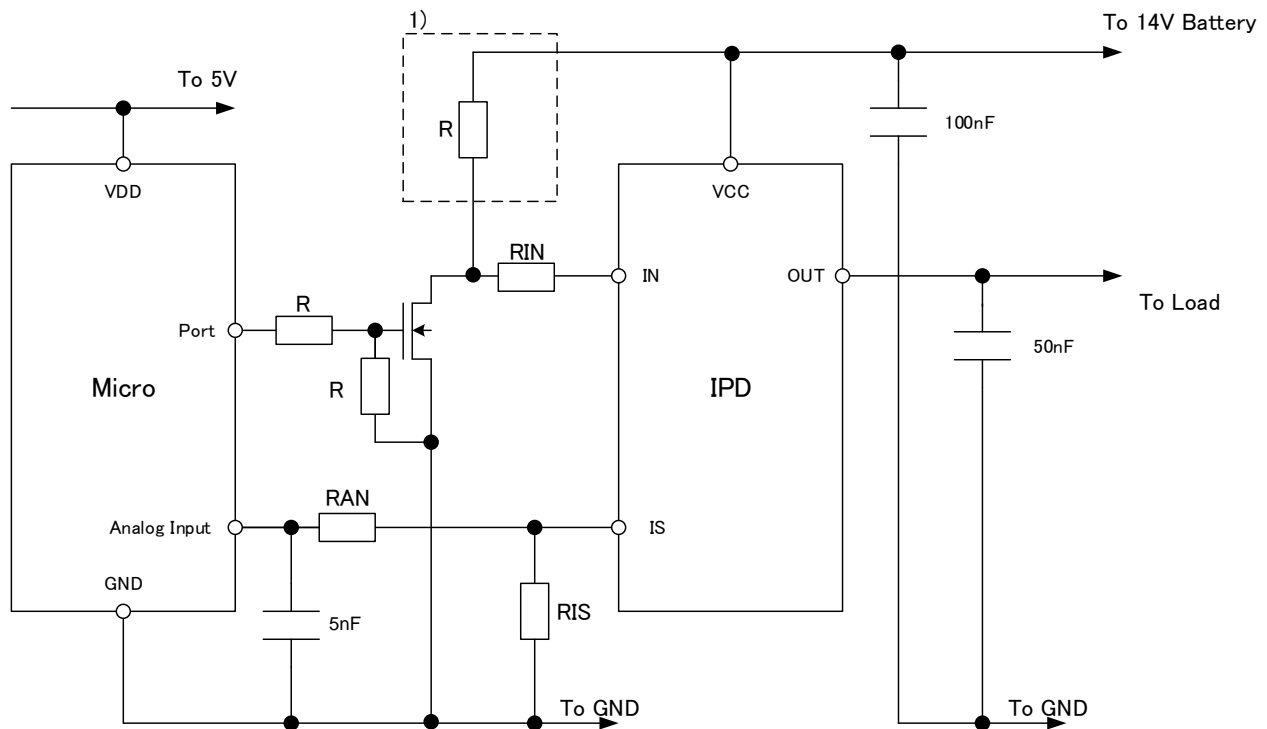 1)
To 14V Battery
To 5V
R
100nF
VDD
VCC
RIN
IN
OUT
To Load
R
Port
50nF
R
Micro
IPD
RAN
Analog Input
IS
GND
RIS
5nF
To GND
To GND